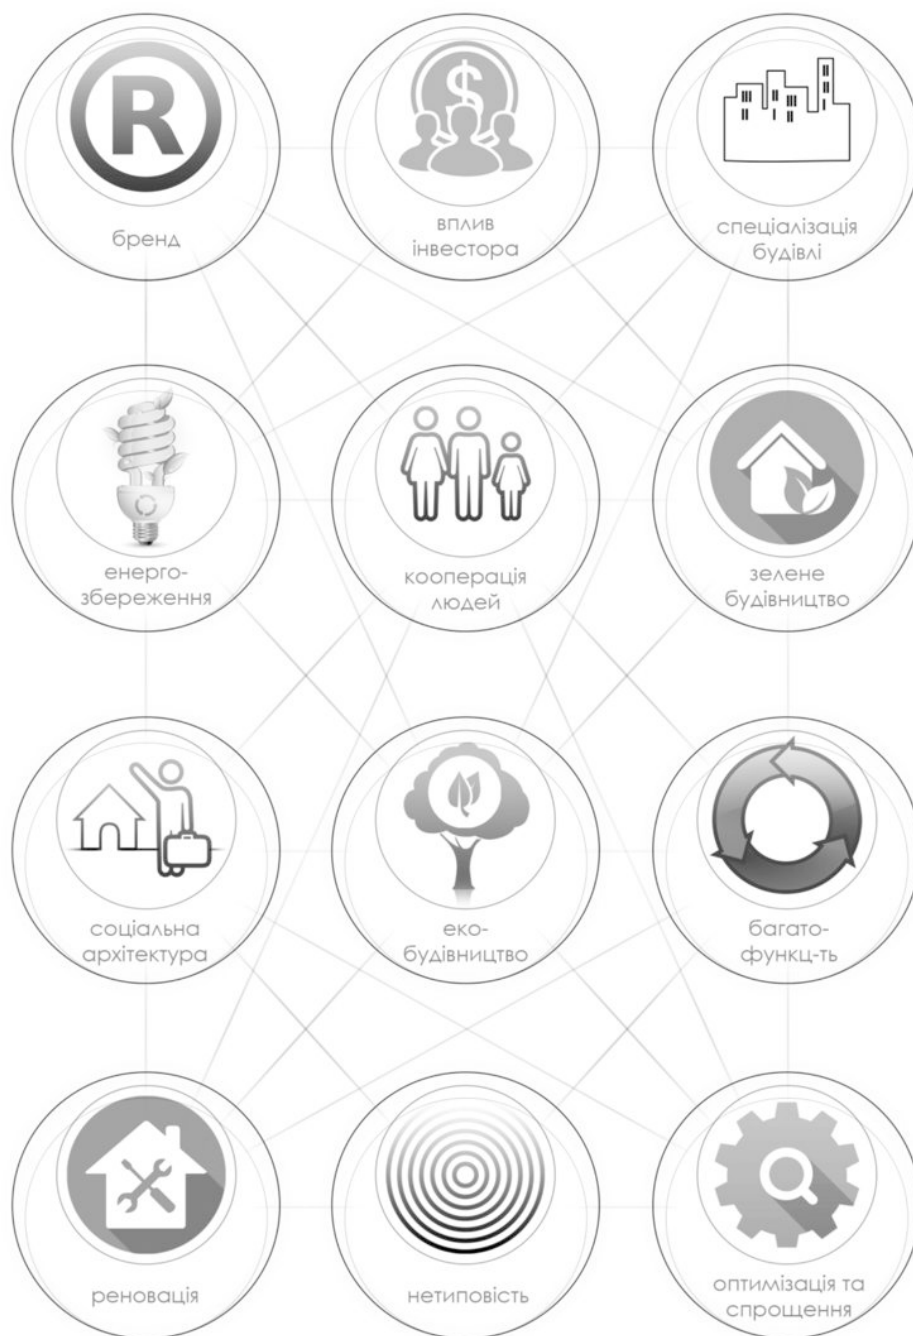 R
$
бренд
вплив
інвестора
спеціалізація
будівлі
енерго-
збереження
кооперація
людей
зелене
будівництво
соціальна
архітектура
еко-
будівництво
багато-
функц-ть
реновація
нетиповість
оптимізація та
спрощення